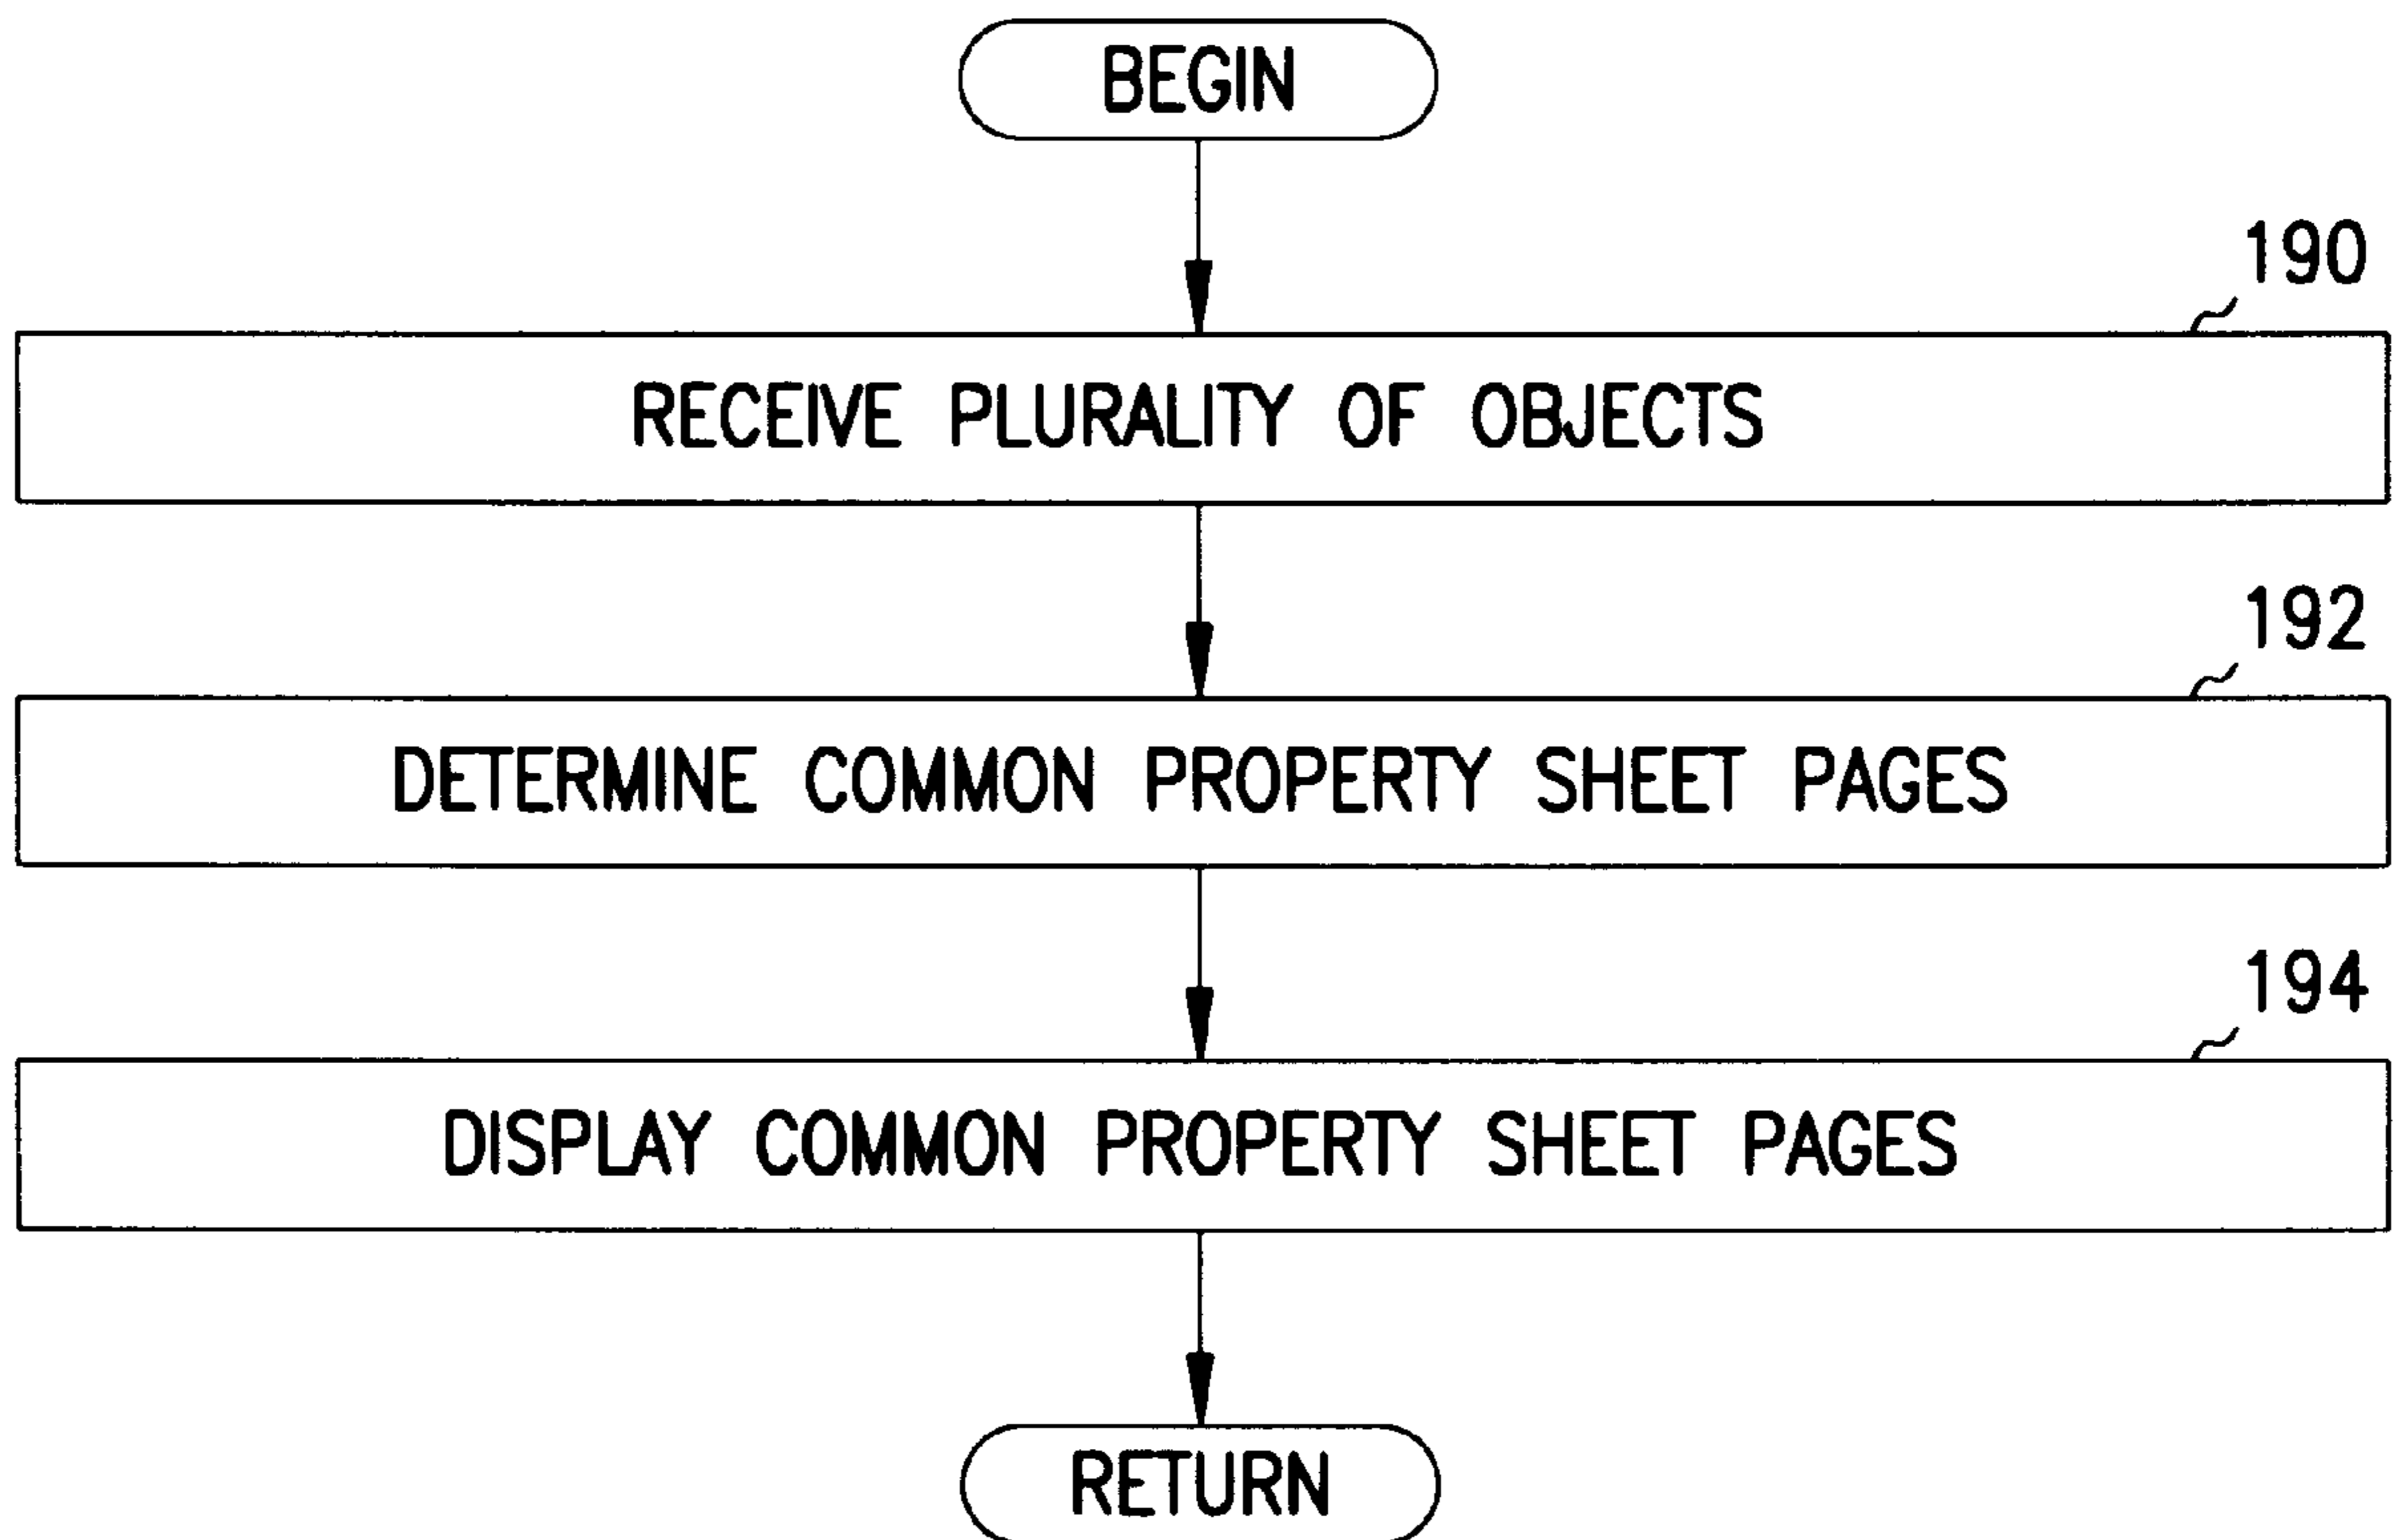 BEGIN
190
RECEIVE PLURALITY OF OBJECTS
192
DETERMINE COMMON PROPERTY SHEET PAGES
194
DISPLAY COMMON PROPERTY SHEET PAGES
RETURN